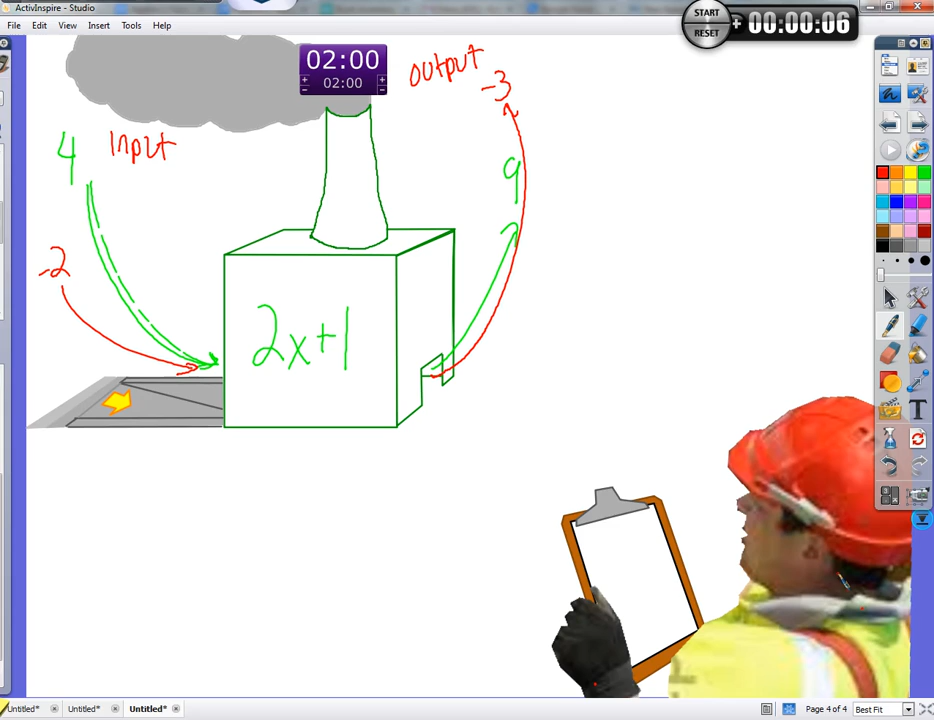 ActivInspire - Studio
File Edit View Insert Tools Help
START
RESET
+ 00:00:06
02:00
02:00
output
-3
4
Input
9
-2
2x+1
Untitled* Untitled* Untitled*
Page 4 of 4 Best Fit